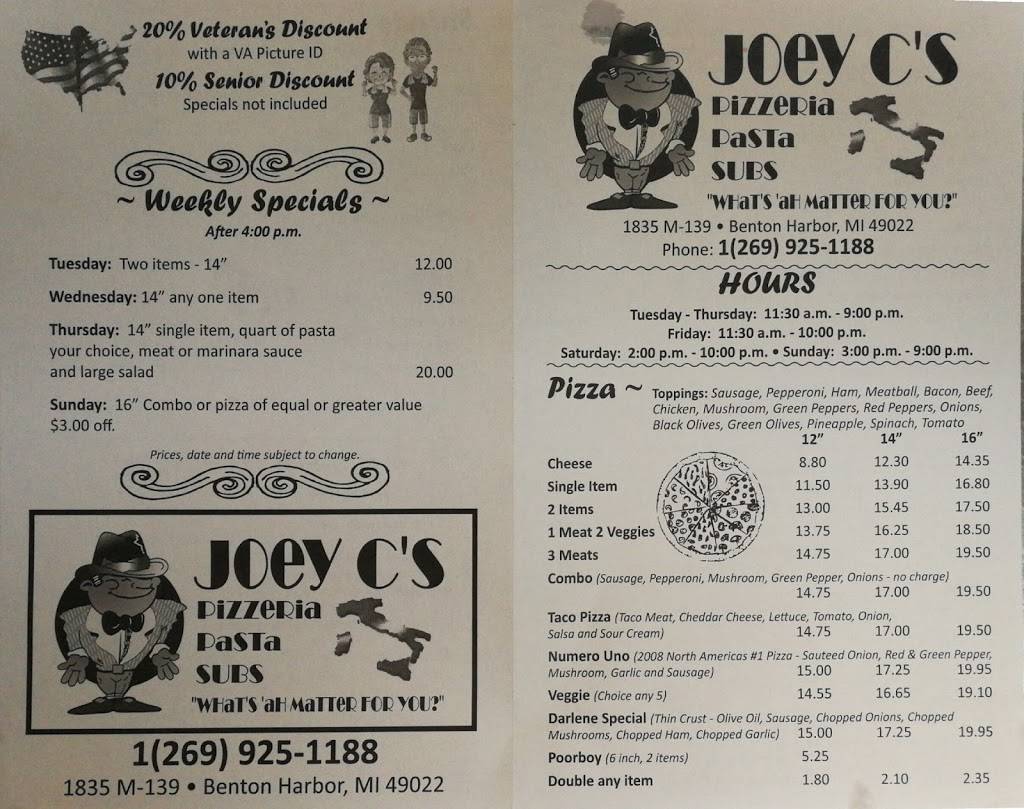 20% Veteran's Discount
with a VA Picture ID
10% Senior Discount
Specials not included
~ Weekly Specials ~
After 4:00 p.m.
Tuesday: Two items - 14" 12.00
Wednesday: 14" any one item 9.50
Thursday: 14" single item, quart of pasta
your choice, meat or marinara sauce
and large salad 20.00
Sunday: 16" Combo or pizza of equal or greater value
$3.00 off.
Prices, date and time subject to change.
JOEY C'S
PIZZERIA
PASTA
SUBS
"WHAT'S 'AH MATTER FOR YOU?"
1(269) 925-1188
1835 M-139 • Benton Harbor, MI 49022
JOEY C'S
PIZZERIA
PASTA
SUBS
"WHAT'S 'AH MATTER FOR YOU?"
1835 M-139 • Benton Harbor, MI 49022
Phone: 1(269) 925-1188
HOURS
Tuesday - Thursday: 11:30 a.m. - 9:00 p.m.
Friday: 11:30 a.m. - 10:00 p.m.
Saturday: 2:00 p.m. - 10:00 p.m. • Sunday: 3:00 p.m. - 9:00 p.m.
Pizza ~ Toppings: Sausage, Pepperoni, Ham, Meatball, Bacon, Beef,
Chicken, Mushroom, Green Peppers, Red Peppers, Onions,
Black Olives, Green Olives, Pineapple, Spinach, Tomato
12" 14" 16"
Cheese 8.80 12.30 14.35
Single Item 11.50 13.90 16.80
2 Items 13.00 15.45 17.50
1 Meat 2 Veggies 13.75 16.25 18.50
3 Meats 14.75 17.00 19.50
Combo (Sausage, Pepperoni, Mushroom, Green Pepper, Onions - no charge)
14.75 17.00 19.50
Taco Pizza (Taco Meat, Cheddar Cheese, Lettuce, Tomato, Onion,
Salsa and Sour Cream) 14.75 17.00 19.50
Numero Uno (2008 North Americas #1 Pizza - Sauteed Onion, Red & Green Pepper,
Mushroom, Garlic and Sausage) 15.00 17.25 19.95
Veggie (Choice any 5) 14.55 16.65 19.10
Darlene Special (Thin Crust - Olive Oil, Sausage, Chopped Onions, Chopped
Mushrooms, Chopped Ham, Chopped Garlic) 15.00 17.25 19.95
Poorboy (6 inch, 2 items) 5.25
Double any item 1.80 2.10 2.35